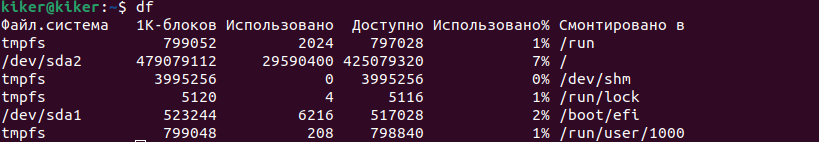 kiker@kiker:~$ df
Файл.система 1K-блоков Использовано Доступно Использовано% Смонтировано в
tmpfs 799052 2024 797028 1% /run
/dev/sda2 479079112 29590400 425079320 7% /
tmpfs 3995256 0 3995256 0% /dev/shm
tmpfs 5120 4 5116 1% /run/lock
/dev/sda1 523244 6216 517028 2% /boot/efi
tmpfs 799048 208 798840 1% /run/user/1000